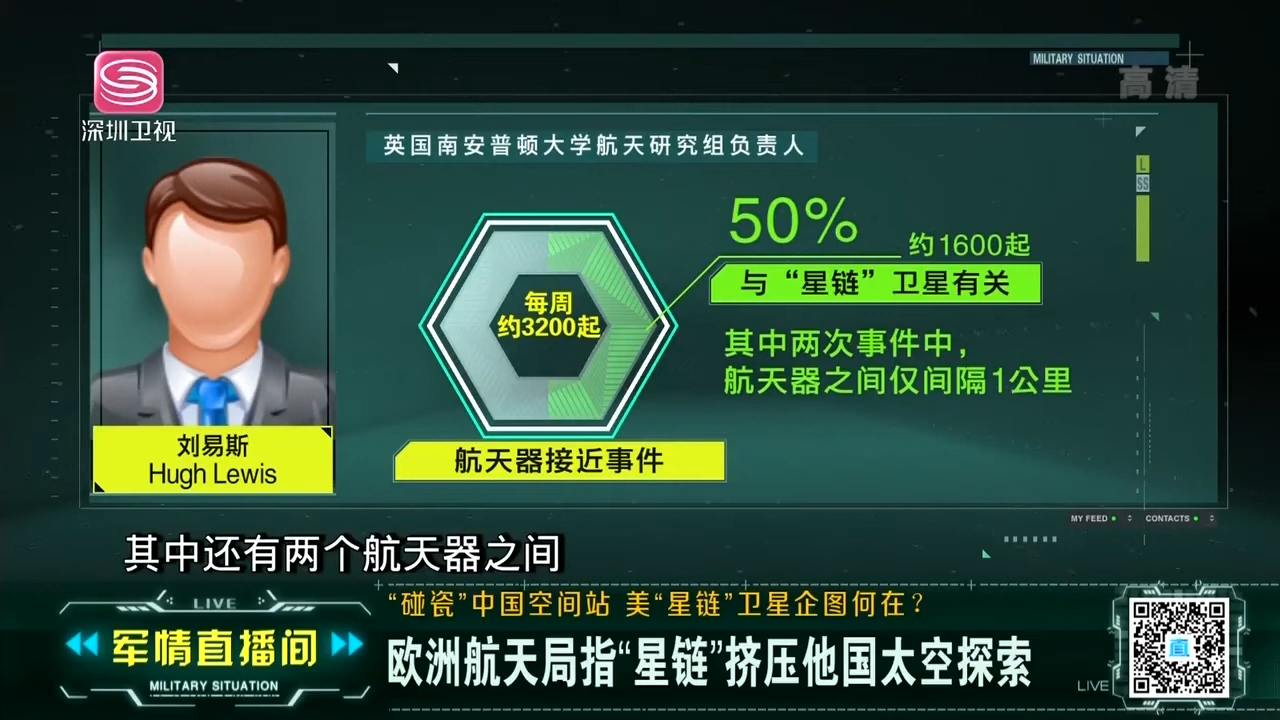 MILITARY SITUATION
高清
深圳卫视
英国南安普顿大学航天研究组负责人
L
SS
50%
约1600起
与“星链”卫星有关
每周
约3200起
其中两次事件中，
航天器之间仅间隔1公里
刘易斯
Hugh Lewis
航天器接近事件
MY FEED
CONTACTS
其中还有两个航天器之间
LIVE
军情直播间
MILITARY SITUATION
“碰瓷”中国空间站 美“星链”卫星企图何在？
欧洲航天局指“星链”挤压他国太空探索
LIVE
直